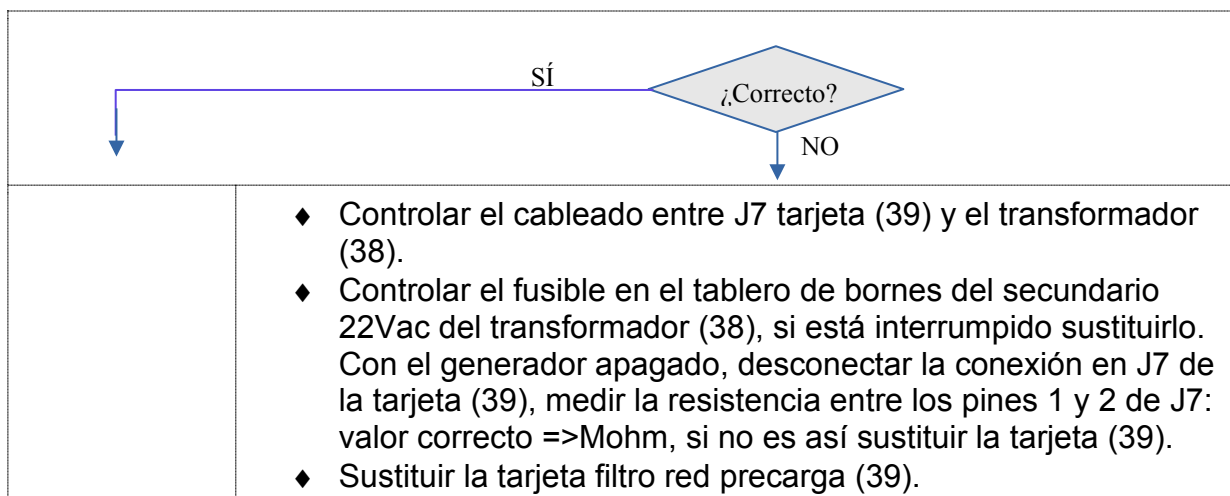 SÍ
¿Correcto?
NO
♦ Controlar el cableado entre J7 tarjeta (39) y el transformador
(38).
♦ Controlar el fusible en el tablero de bornes del secundario
22Vac del transformador (38), si está interrumpido sustituirlo.
Con el generador apagado, desconectar la conexión en J7 de
la tarjeta (39), medir la resistencia entre los pines 1 y 2 de J7:
valor correcto =>Mohm, si no es así sustituir la tarjeta (39).
♦ Sustituir la tarjeta filtro red precarga (39).